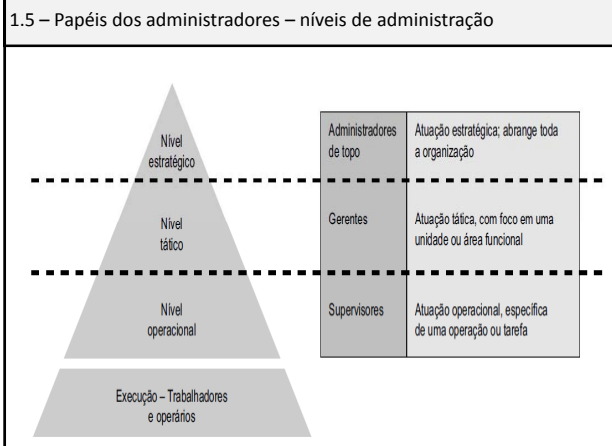 1.5 – Papéis dos administradores – níveis de administração
Nível
estratégico
Administradores
de topo
Atuação estratégica; abrange toda
a organização
Nível
tático
Gerentes
Atuação tática, com foco em uma
unidade ou área funcional
Nível
operacional
Supervisores
Atuação operacional, específica
de uma operação ou tarefa
Execução – Trabalhadores
e operários